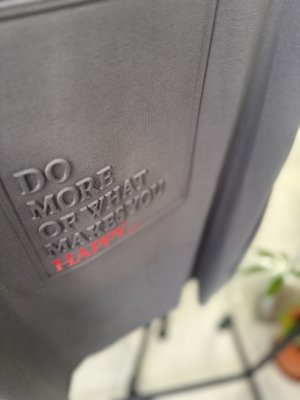 DO
MORE
OF WHAT
MAKES YOU
HAPPY...